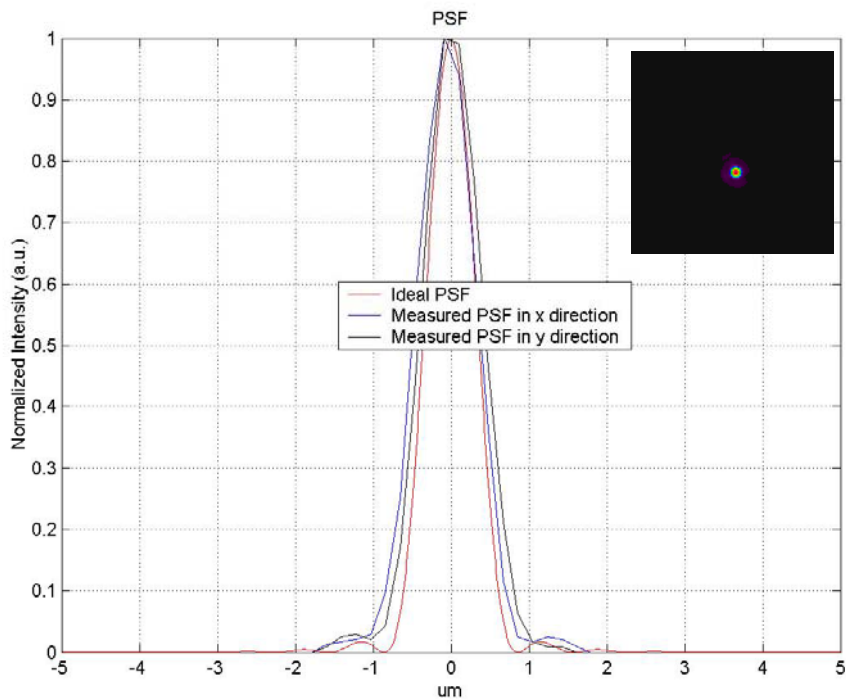 PSF
1
0.9
0.8
0.7
0.6
0.5
0.4
0.3
0.2
0.1
0
Normalized Intensity (a.u.)
Ideal PSF
Measured PSF in x direction
Measured PSF in y direction
-5 -4 -3 -2 -1 0 1 2 3 4 5
um